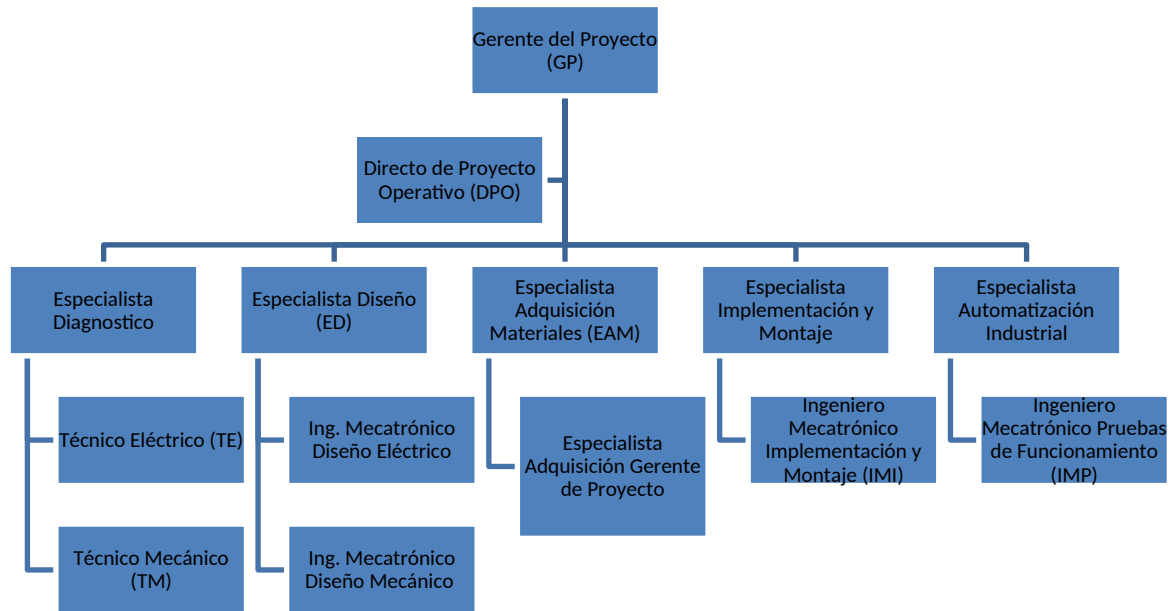 Gerente del Proyecto
(GP)
Directo de Proyecto
Operativo (DPO)
Especialista
Diagnostico
Especialista Diseño
(ED)
Especialista
Adquisición
Materiales (EAM)
Especialista
Implementación y
Montaje
Especialista
Automatización
Industrial
Técnico Eléctrico (TE)
Ing. Mecatrónico
Diseño Eléctrico
Especialista
Adquisición Gerente
de Proyecto
Ingeniero
Mecatrónico
Implementación y
Montaje (IMI)
Ingeniero
Mecatrónico Pruebas
de Funcionamiento
(IMP)
Técnico Mecánico
(TM)
Ing. Mecatrónico
Diseño Mecánico